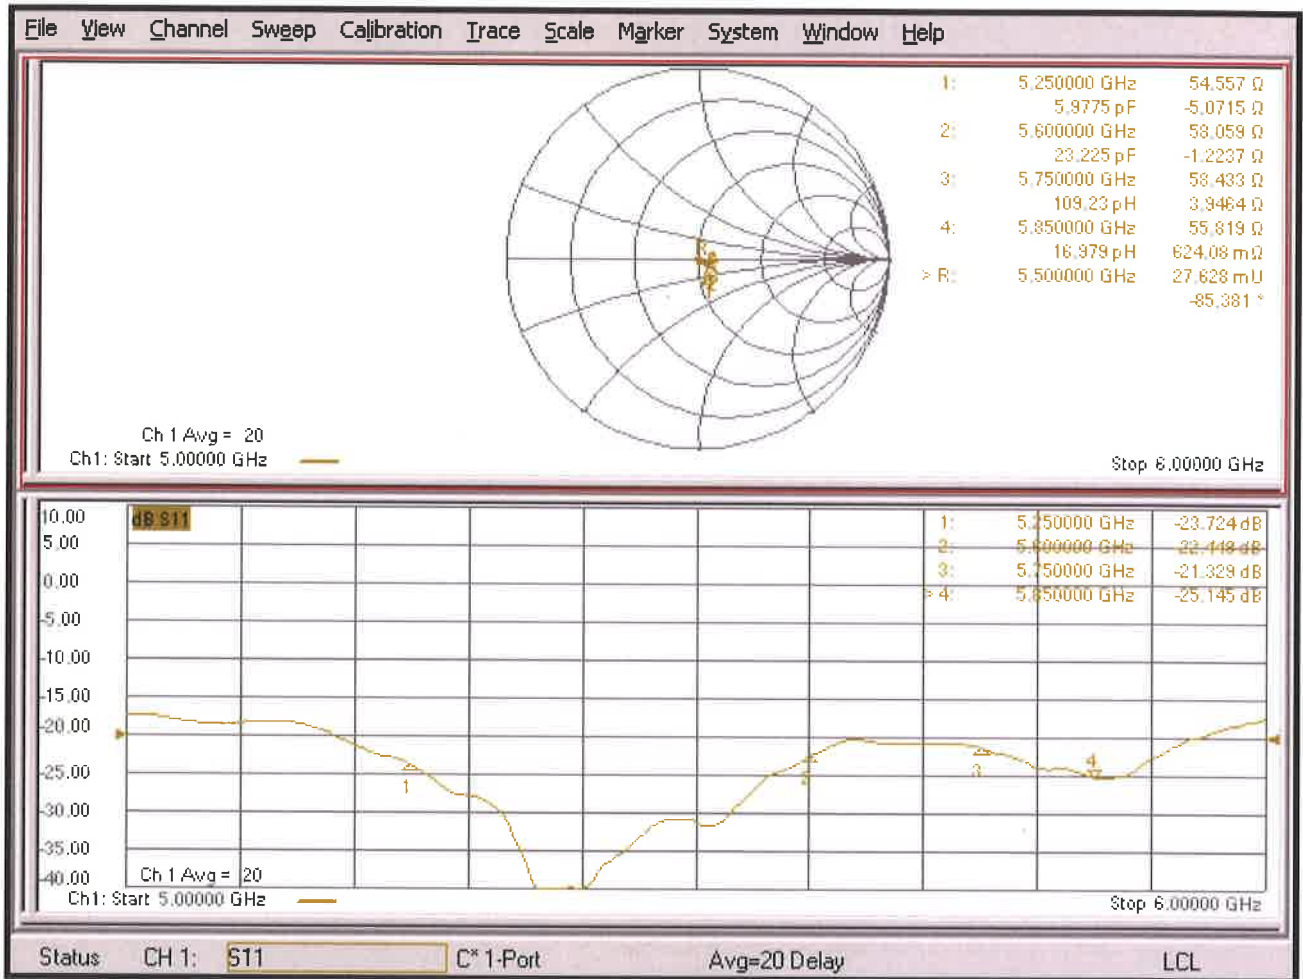 File View Channel Sweep Calibration Trace Scale Marker System Window Help
1: 5.250000 GHz 54.557 Ω
5.9775 pF -5.0715 Ω
2: 5.600000 GHz 58.059 Ω
23.225 pF -1.2237 Ω
3: 5.750000 GHz 58.433 Ω
109.23 pH 3.9464 Ω
4: 5.850000 GHz 55.819 Ω
16.979 pH 624.08 mΩ
> R: 5.500000 GHz 27.628 mU
-85.381 °
R
Ch 1 Avg = 20
Ch1: Start 5.00000 GHz
Stop 6.00000 GHz
10.00
5.00
0.00
-5.00
-10.00
-15.00
-20.00
-25.00
-30.00
-35.00
-40.00
dB S11
1: 5.250000 GHz -23.724 dB
2: 5.600000 GHz -22.448 dB
3: 5.750000 GHz -21.329 dB
> 4: 5.850000 GHz -25.145 dB
1
2
3
4
Ch 1 Avg = 20
Ch1: Start 5.00000 GHz
Stop 6.00000 GHz
Status CH 1: S11 C* 1-Port Avg=20 Delay LCL